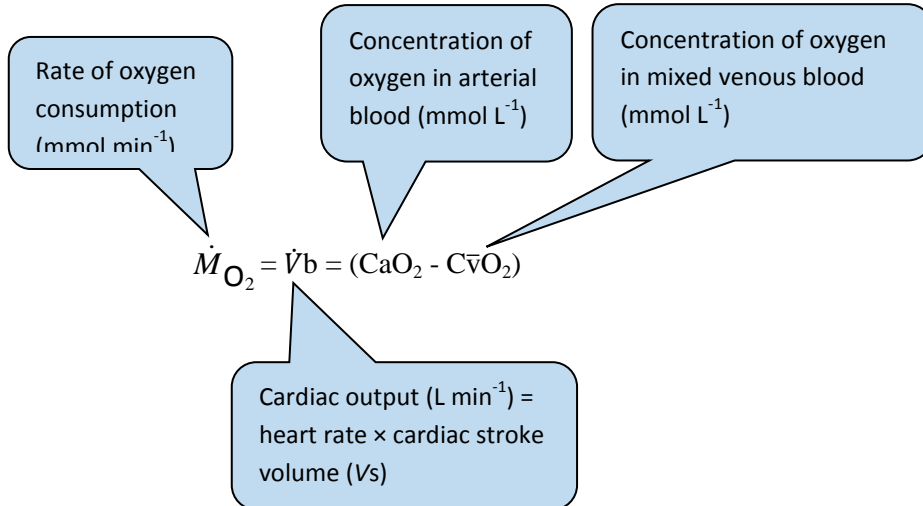 Rate of oxygen
consumption
(mmol min⁻¹)
Concentration of
oxygen in arterial
blood (mmol L⁻¹)
Concentration of oxygen
in mixed venous blood
(mmol L⁻¹)
Ṁ_O₂ = V̇b = (CaO₂ - Cv̅O₂)
Cardiac output (L min⁻¹) =
heart rate × cardiac stroke
volume (Vs)